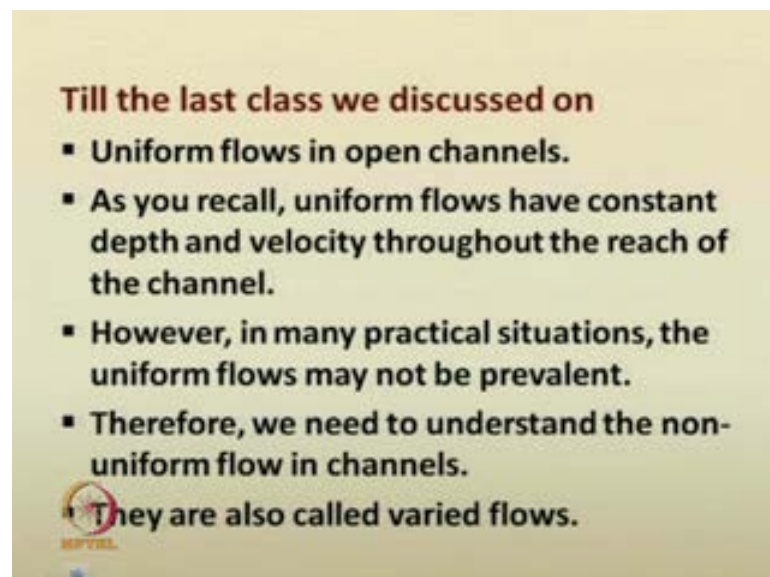 Till the last class we discussed on
▪ Uniform flows in open channels.
▪ As you recall, uniform flows have constant
depth and velocity throughout the reach of
the channel.
▪ However, in many practical situations, the
uniform flows may not be prevalent.
▪ Therefore, we need to understand the non-
uniform flow in channels.
▪ They are also called varied flows.
NPTEL